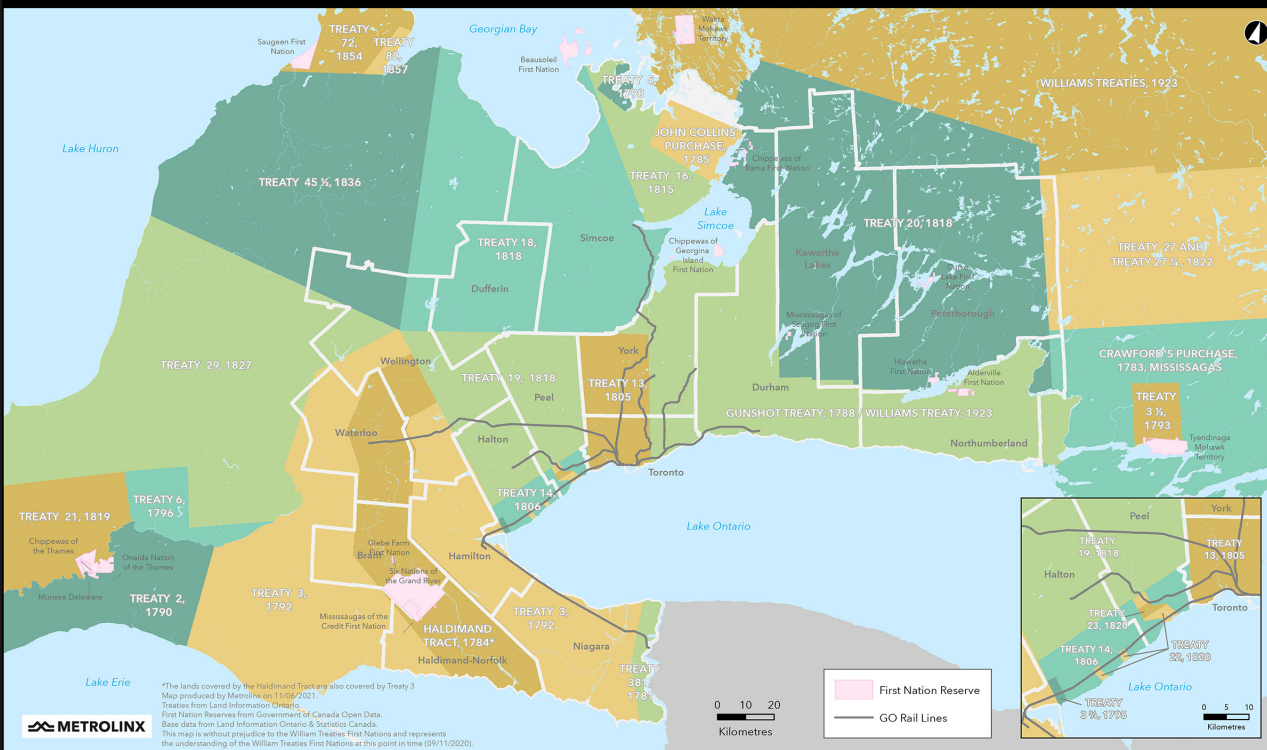 Saugeen First
Nation
TREATY
72,
1854
TREATY
82,
1857
Georgian Bay
Beausoleil
First Nation
Wahta
Mohawk
Territory
TREATY 5,
1798
WILLIAMS TREATIES, 1923
Lake Huron
JOHN COLLINS'
PURCHASE,
1785
Chippewas of
Rama First Nation
TREATY 45 ½, 1836
TREATY 16,
1815
Lake
Simcoe
TREATY 20, 1818
Simcoe
TREATY 18,
1818
Chippewas of
Georgina
Island
First Nation
Kawartha
Lakes
TREATY 27 AND
TREATY 27 ¼, 1822
Curve
Lake First
Nation
Dufferin
Mississaugas of
Scugog First
Nation
Peterborough
TREATY 29, 1827
Wellington
York
CRAWFORD'S PURCHASE,
1783, MISSISSAGAS
Hiawatha
First Nation
Alderville
First Nation
TREATY 19, 1818
TREATY 13,
1805
Durham
Peel
TREATY
3 ½,
1793
GUNSHOT TREATY, 1788 / WILLIAMS TREATY, 1923
Waterloo
Halton
Northumberland
Tyendinaga
Mohawk
Territory
Toronto
TREATY 6,
1796
TREATY 14,
1806
TREATY 21, 1819
Lake Ontario
Chippewas of
the Thames
Oneida Nation
of the Thames
Munsee Deleware
Glebe Farm
First Nation
Brant
Hamilton
Six Nations of
the Grand River
TREATY 2,
1790
TREATY 3,
1792
Mississaugas of the
Credit First Nation
TREATY 3,
1792
HALDIMAND
TRACT, 1784*
Niagara
Haldimand-Norfolk
TREATY
381,
1781
Lake Erie
*The lands covered by the Haldimand Tract are also covered by Treaty 3
Map produced by Metrolinx on 11/06/2021.
Treaties from Land Information Ontario.
First Nation Reserves from Government of Canada Open Data.
Base data from Land Information Ontario & Statistics Canada.
This map is without prejudice to the William Treaties First Nations and represents
the understanding of the William Treaties First Nations at this point in time (09/11/2020).
METROLINX
0 10 20
Kilometres
First Nation Reserve
GO Rail Lines
Peel
York
TREATY
19, 1818
TREATY
13, 1805
Halton
Toronto
TREATY
23, 1820
TREATY 14,
1806
TREATY
22, 1820
Lake Ontario
TREATY
3 ¾, 1795
0 5 10
Kilometres